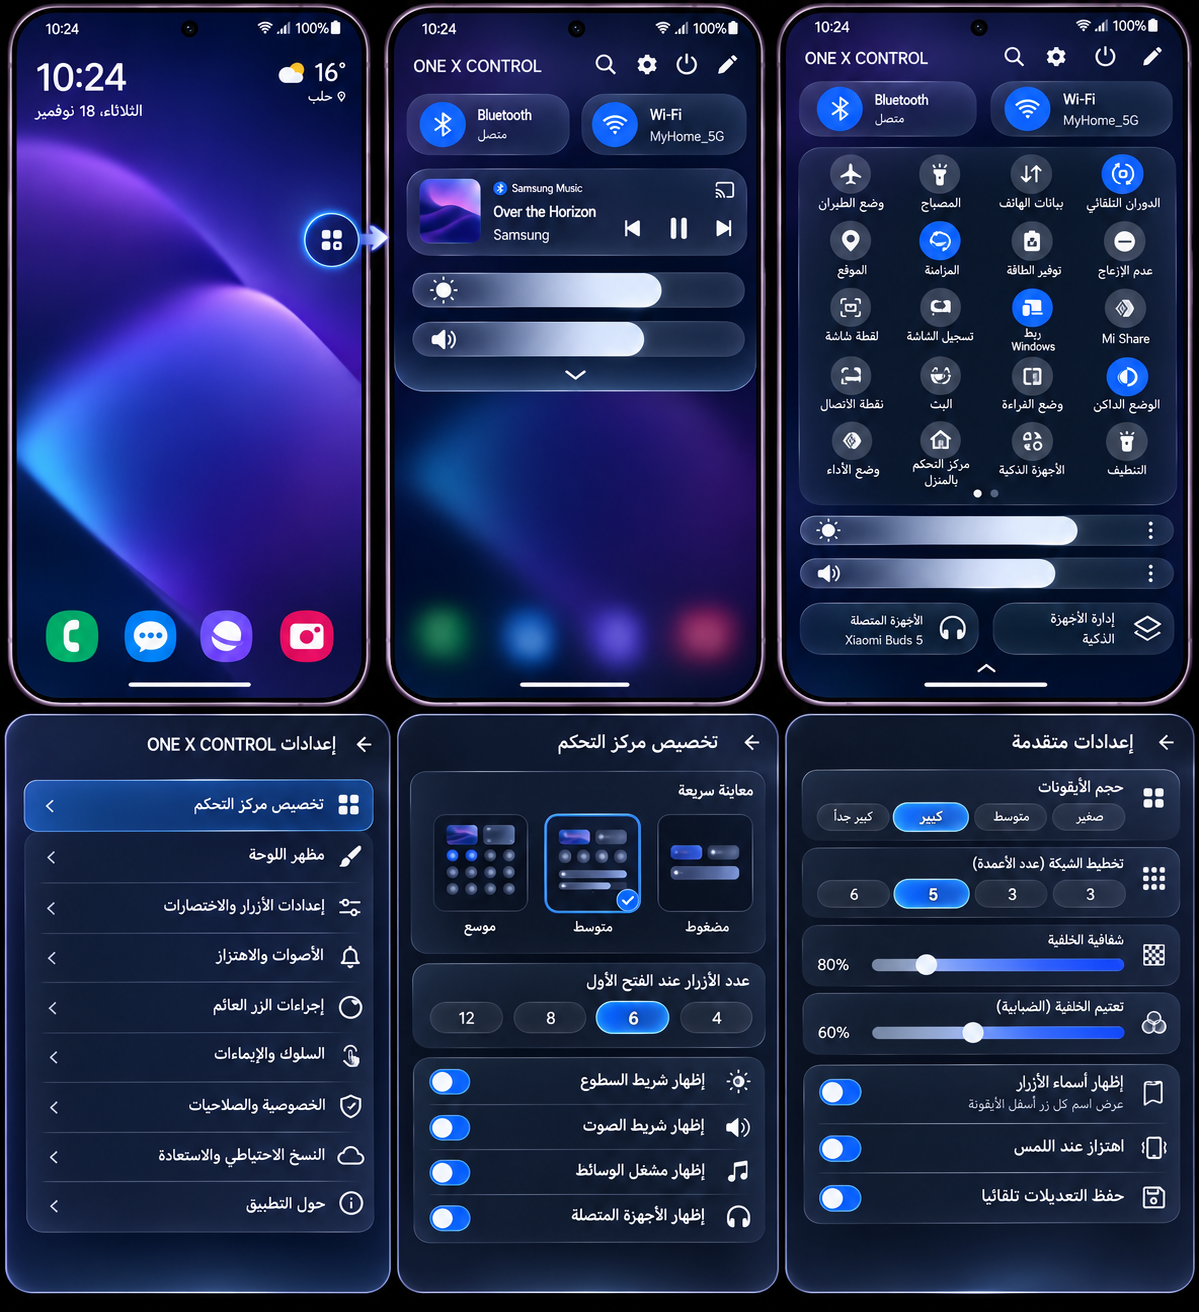 10:24
100%
10:24
16°
الثلاثاء، 18 نوفمبر
حلب
10:24
100%
ONE X CONTROL
Bluetooth
متصل
Wi-Fi
MyHome_5G
Samsung Music
Over the Horizon
Samsung
10:24
100%
ONE X CONTROL
Bluetooth
متصل
Wi-Fi
MyHome_5G
الدوران التلقائي
بيانات الهاتف
المصباح
وضع الطيران
عدم الإزعاج
توفير الطاقة
المزامنة
الموقع
Mi Share
ربط
Windows
تسجيل الشاشة
لقطة شاشة
الوضع الداكن
وضع القراءة
البث
نقطة الاتصال
التنظيف
الأجهزة الذكية
مركز التحكم
بالمنزل
وضع الأداء
إدارة الأجهزة
الذكية
الأجهزة المتصلة
Xiaomi Buds 5
إعدادات ONE X CONTROL
تخصيص مركز التحكم
مظهر اللوحة
إعدادات الأزرار والاختصارات
الأصوات والاهتزاز
إجراءات الزر العائم
السلوك والإيماءات
الخصوصية والصلاحيات
النسخ الاحتياطي والاستعادة
حول التطبيق
تخصيص مركز التحكم
معاينة سريعة
مضغوط
متوسط
موسع
عدد الأزرار عند الفتح الأول
4
6
8
12
إظهار شريط السطوع
إظهار شريط الصوت
إظهار مشغل الوسائط
إظهار الأجهزة المتصلة
إعدادات متقدمة
حجم الأيقونات
صغير
متوسط
كبير
كبير جداً
تخطيط الشبكة (عدد الأعمدة)
3
3
5
6
شفافية الخلفية
80%
تعتيم الخلفية (الضبابية)
60%
إظهار أسماء الأزرار
عرض اسم كل زر أسفل الأيقونة
اهتزاز عند اللمس
حفظ التعديلات تلقائيا